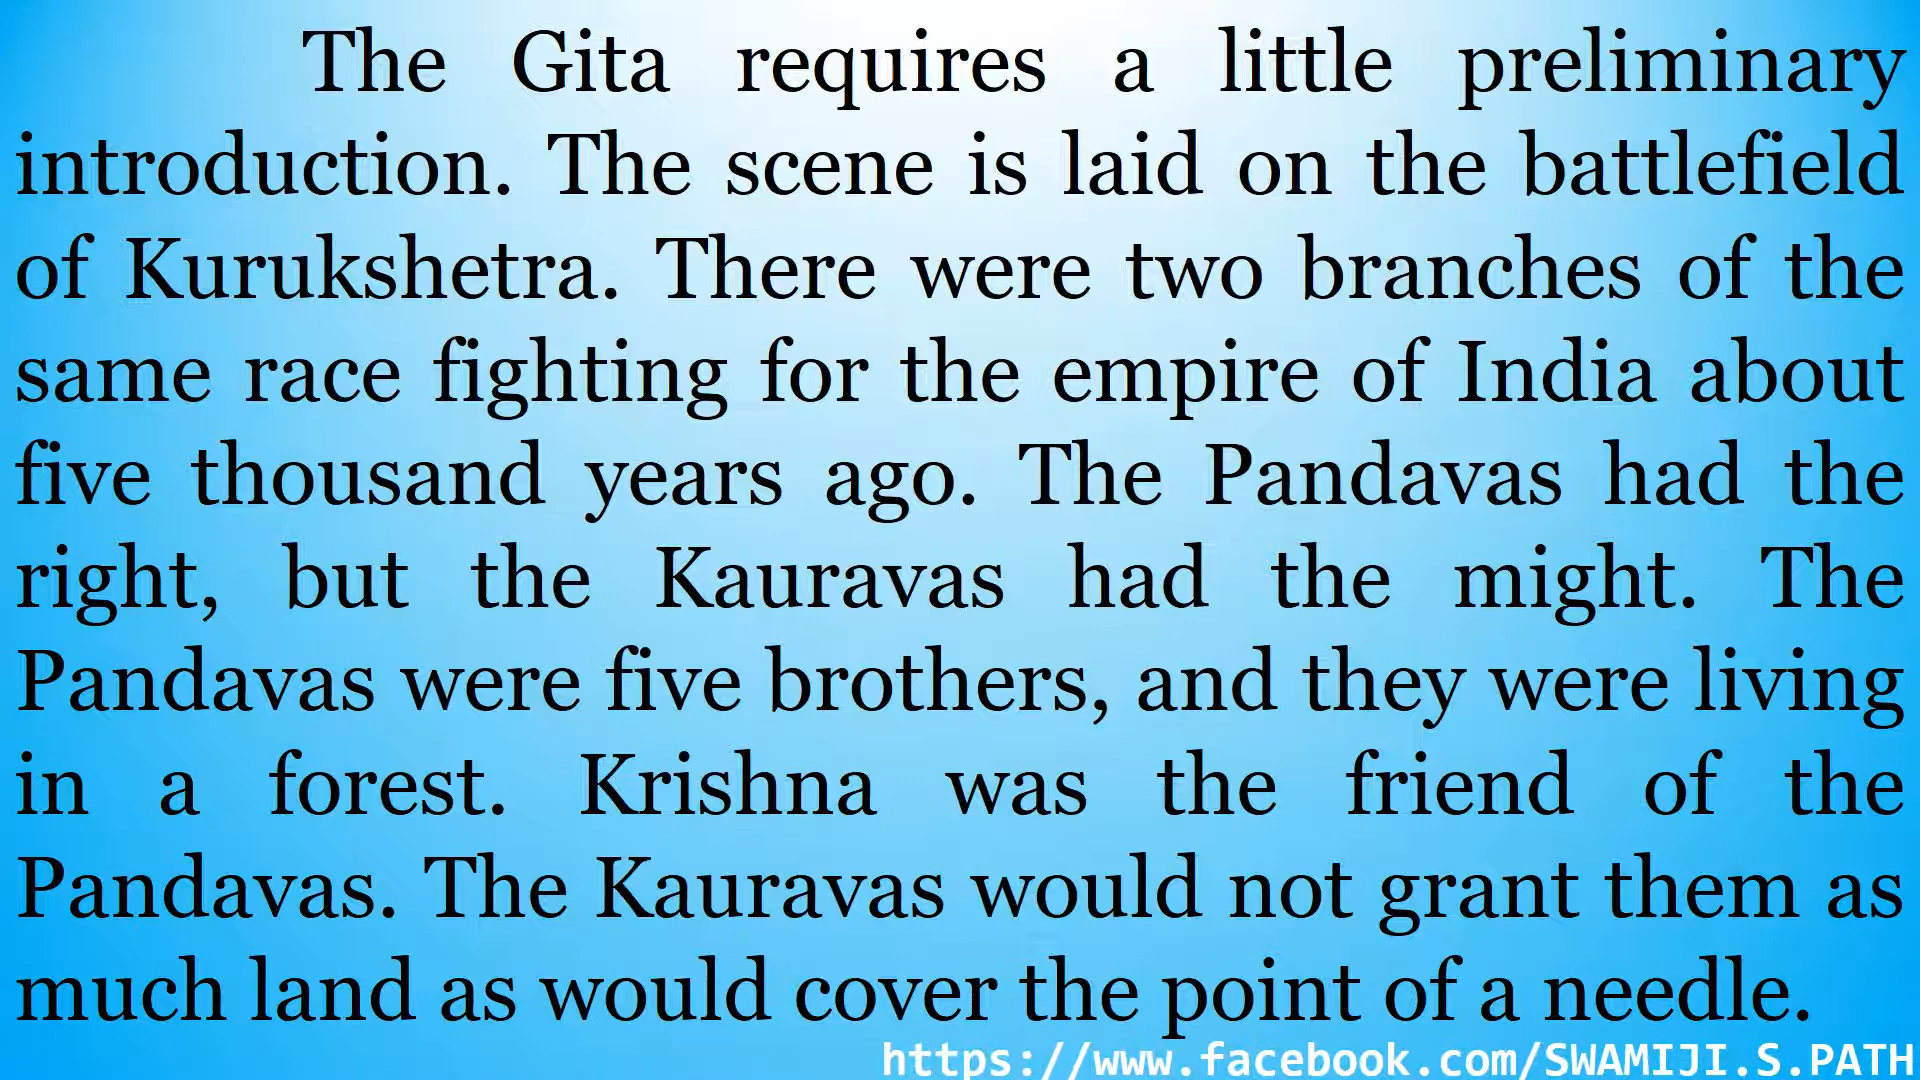 The Gita requires a little preliminary
introduction. The scene is laid on the battlefield
of Kurukshetra. There were two branches of the
same race fighting for the empire of India about
five thousand years ago. The Pandavas had the
right, but the Kauravas had the might. The
Pandavas were five brothers, and they were living
in a forest. Krishna was the friend of the
Pandavas. The Kauravas would not grant them as
much land as would cover the point of a needle.
https://www.facebook.com/SWAMIJI.S.PATH